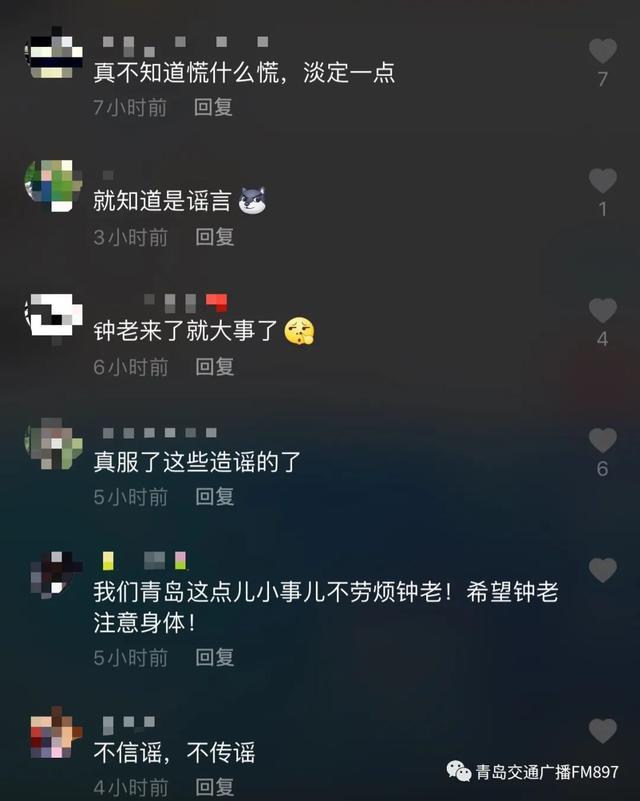 真不知道慌什么慌，淡定一点
7
7小时前 回复
就知道是谣言
1
3小时前 回复
钟老来了就大事了
4
6小时前 回复
真服了这些造谣的了
6
5小时前 回复
我们青岛这点儿小事儿不劳烦钟老！希望钟老
注意身体！
5小时前 回复
不信谣，不传谣
青岛交通广播FM897
4小时前 回复